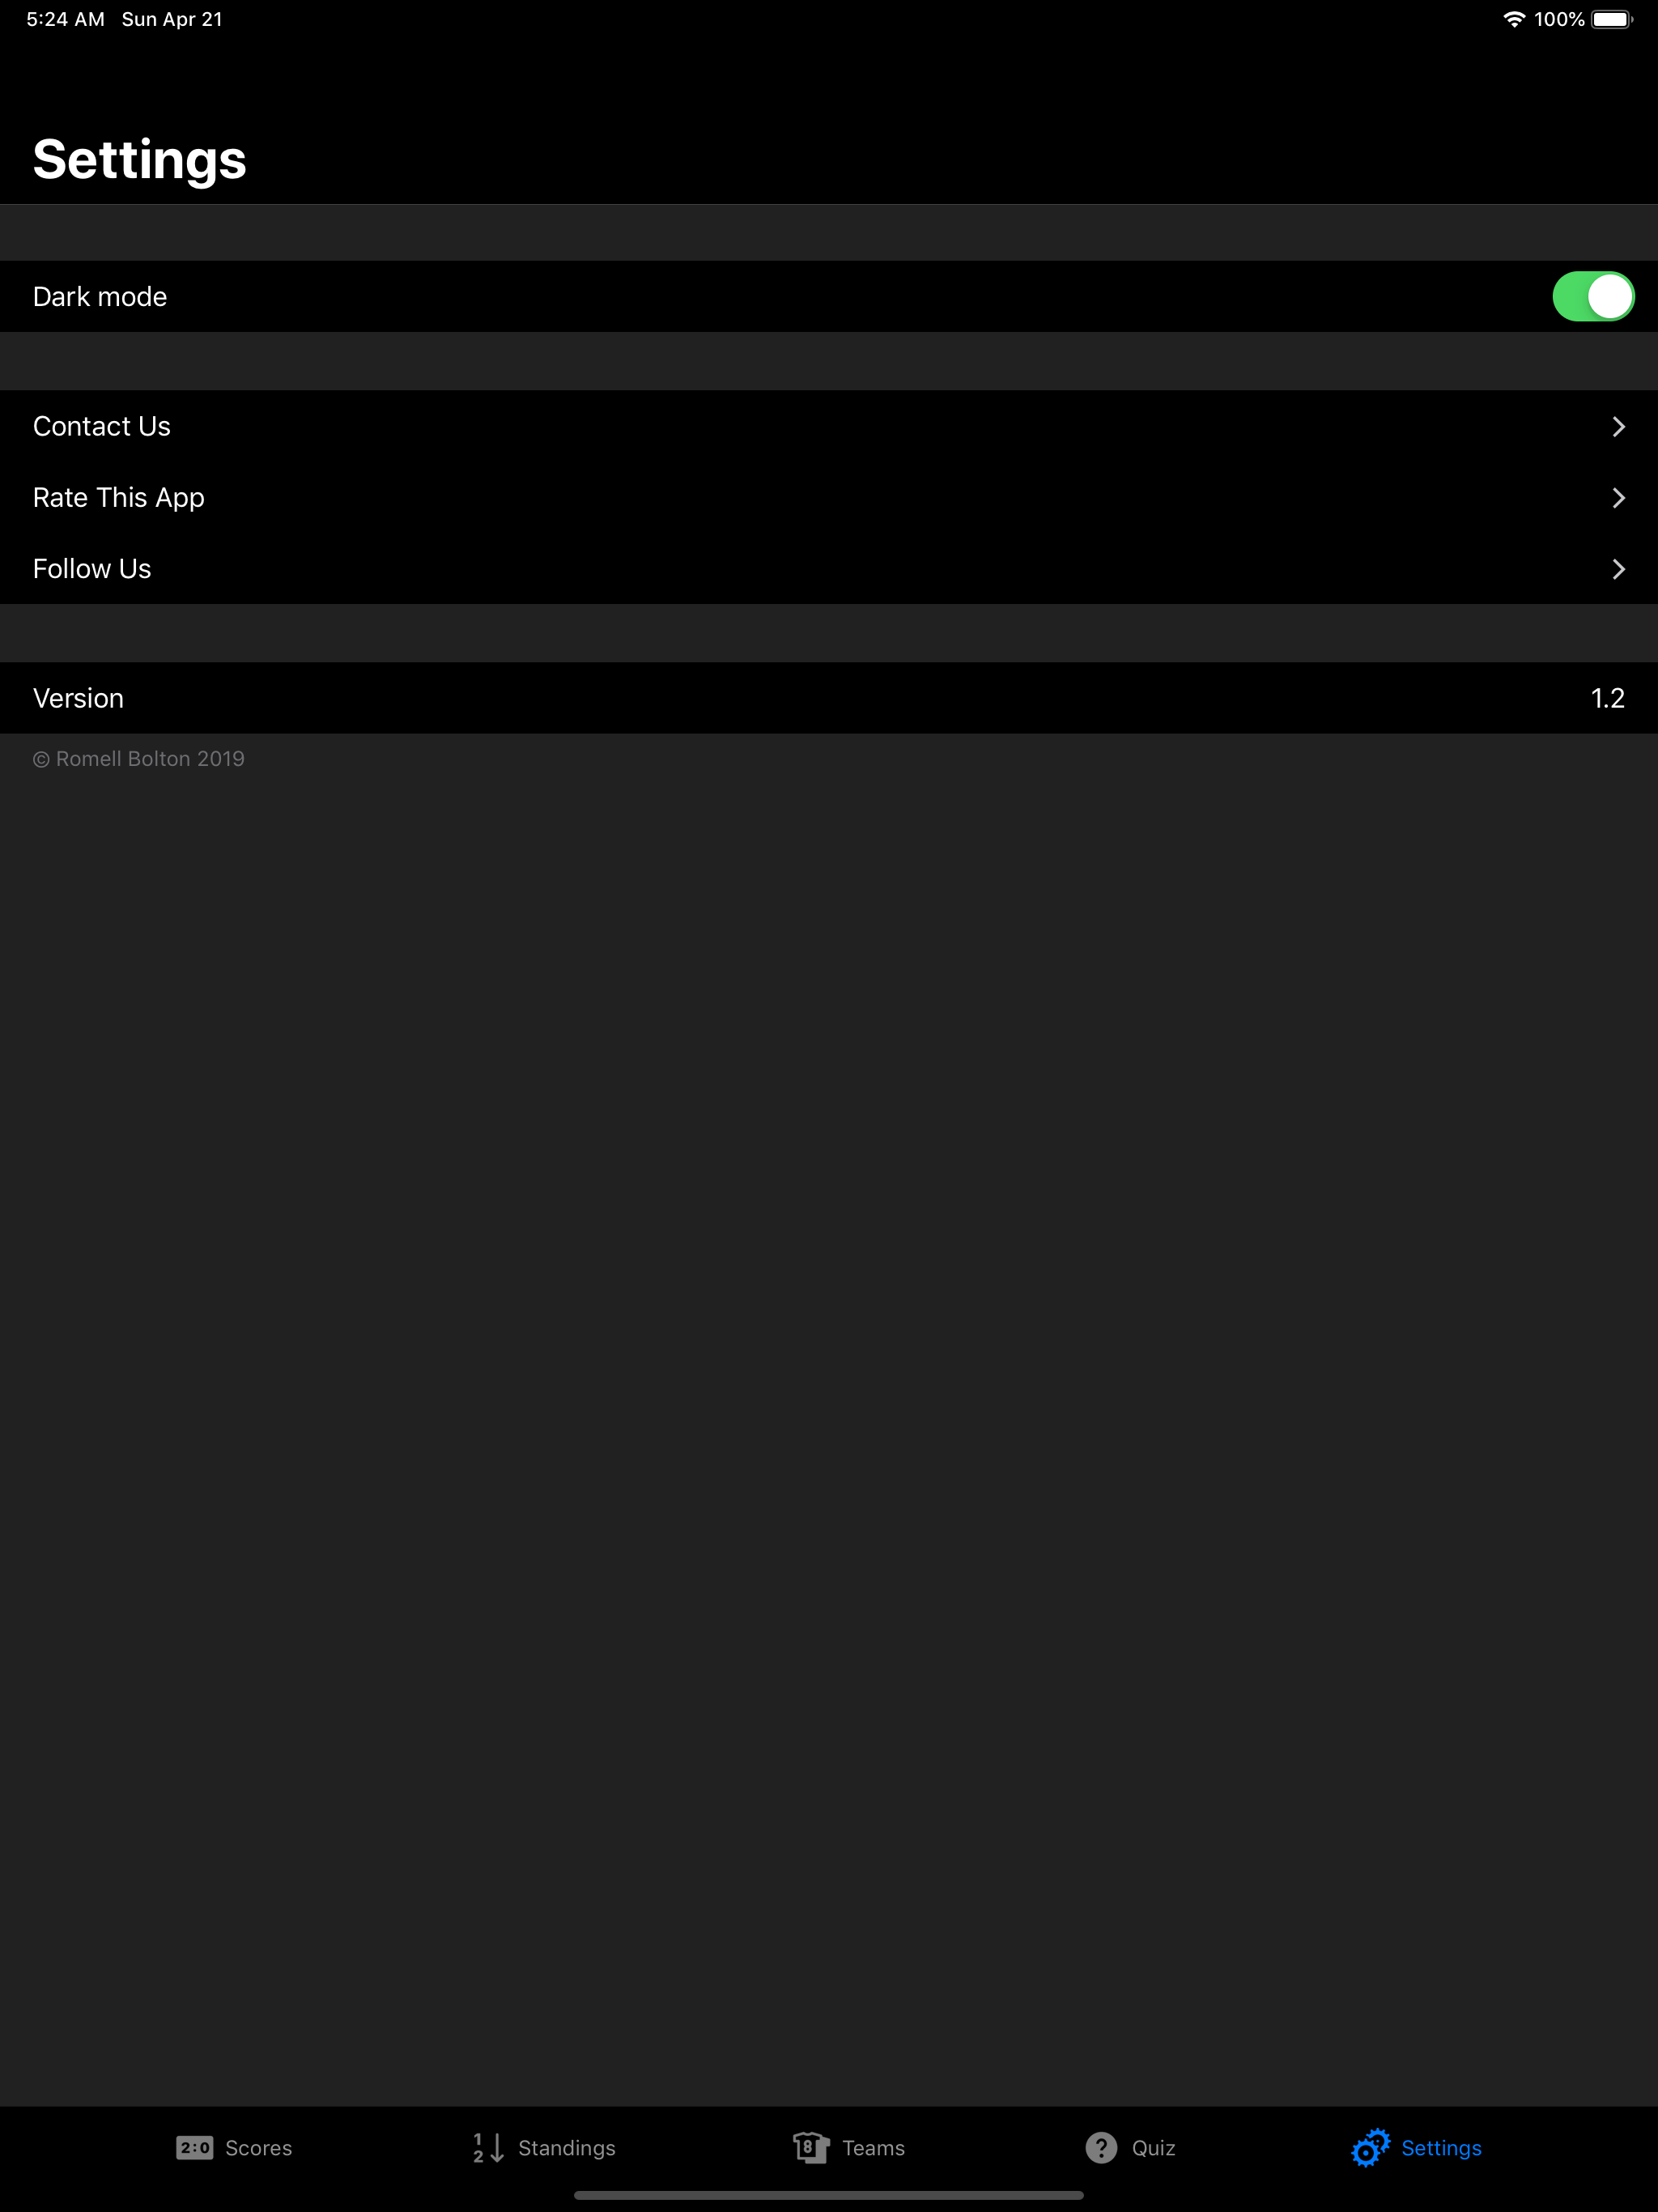 5:24 AM Sun Apr 21 100%
Settings
Dark mode
Contact Us
Rate This App
Follow Us
Version 1.2
© Romell Bolton 2019
2:0 Scores 1 2 Standings 8 Teams ? Quiz Settings